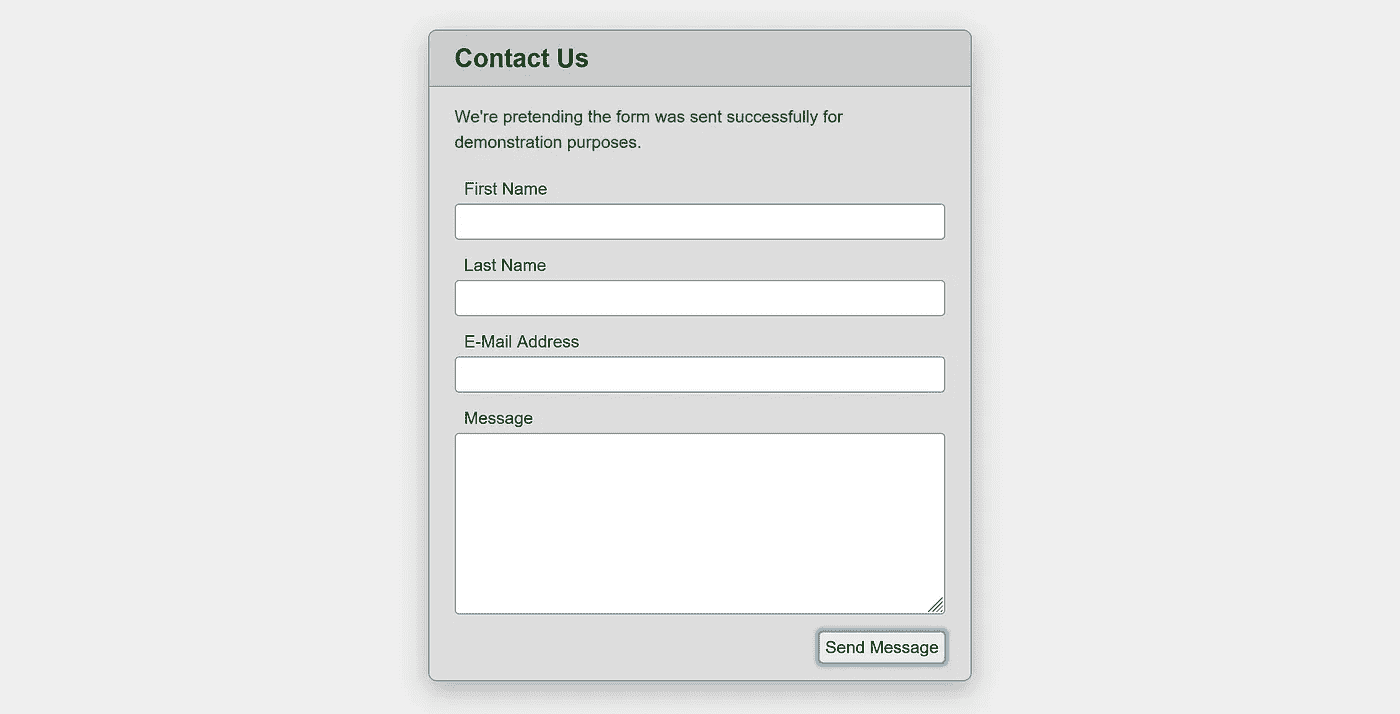 Contact Us
We're pretending the form was sent successfully for
demonstration purposes.
First Name
Last Name
E-Mail Address
Message
Send Message